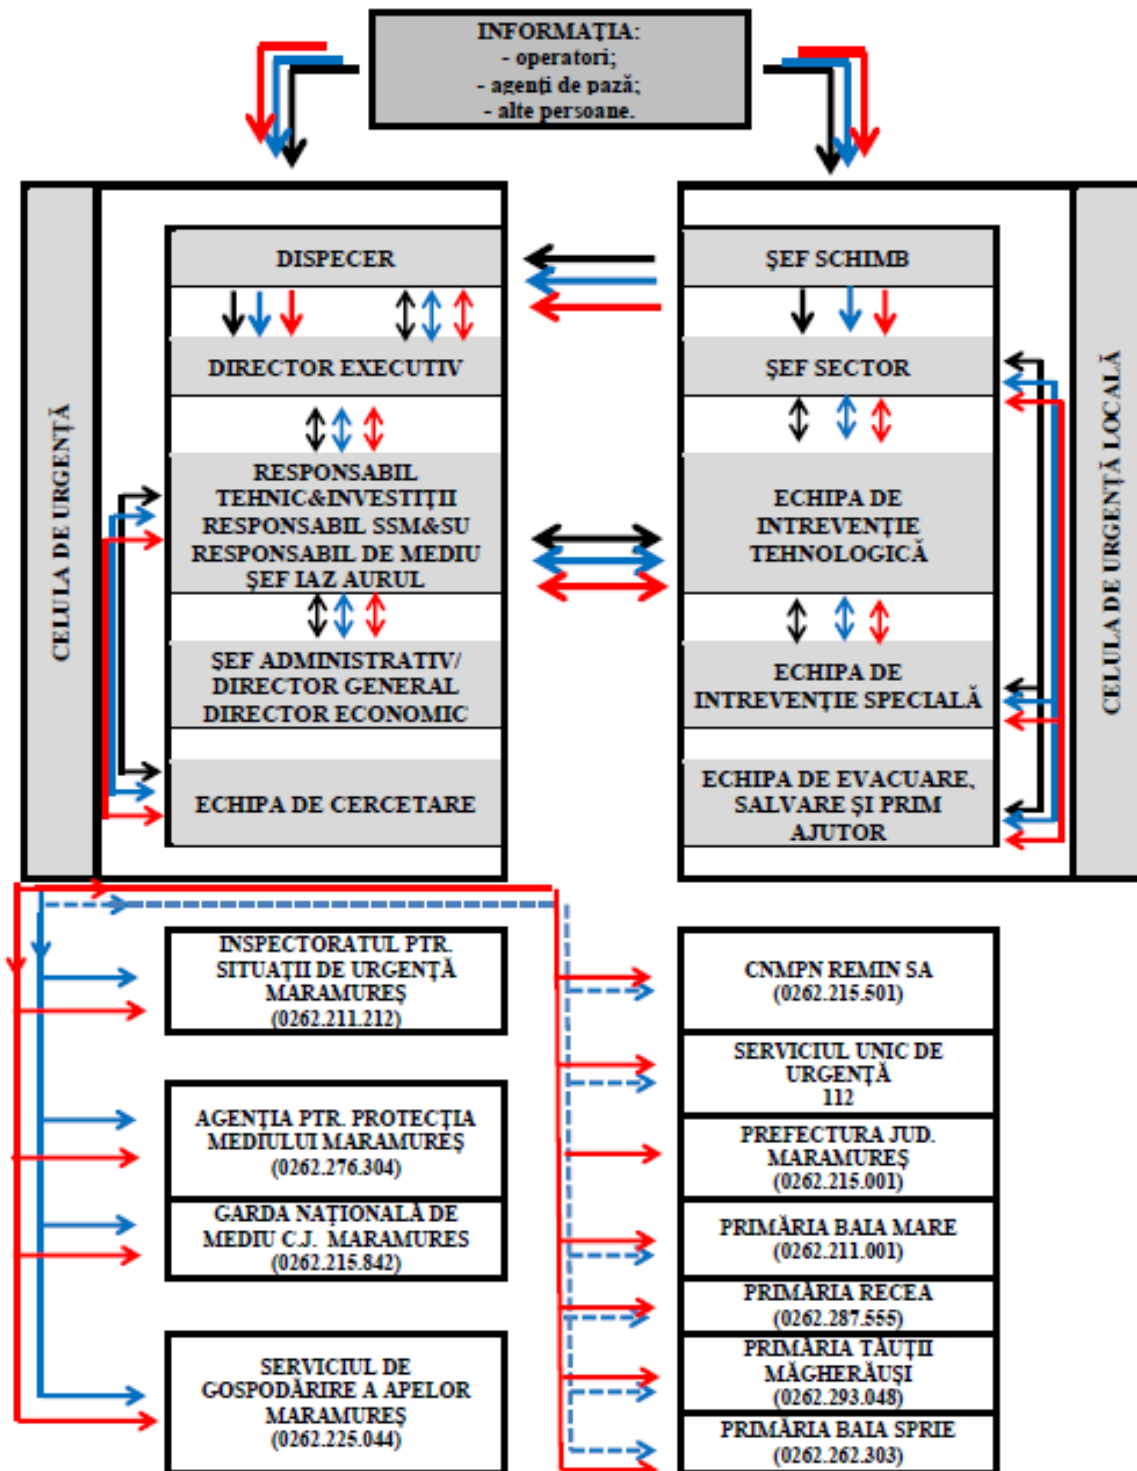 INFORMAŢIA:
- operatori;
- agenţi de pază;
- alte persoane.
CELULA DE URGENŢĂ
DISPECER
DIRECTOR EXECUTIV
RESPONSABIL
TEHNIC&INVESTIŢII
RESPONSABIL SSM&SU
RESPONSABIL DE MEDIU
ŞEF IAZ AURUL
ŞEF ADMINISTRATIV/
DIRECTOR GENERAL
DIRECTOR ECONOMIC
ECHIPA DE CERCETARE
ŞEF SCHIMB
ŞEF SECTOR
ECHIPA DE
INTREVENŢIE
TEHNOLOGICĂ
ECHIPA DE
INTREVENŢIE SPECIALĂ
ECHIPA DE EVACUARE,
SALVARE ŞI PRIM
AJUTOR
CELULA DE URGENŢĂ LOCALĂ
INSPECTORATUL PTR.
SITUAŢII DE URGENŢĂ
MARAMUREŞ
(0262.211.212)
AGENŢIA PTR. PROTECŢIA
MEDIULUI MARAMUREŞ
(0262.276.304)
GARDA NAŢIONALĂ DE
MEDIU C.J. MARAMURES
(0262.215.842)
SERVICIUL DE
GOSPODĂRIRE A APELOR
MARAMUREŞ
(0262.225.044)
CNMPN REMIN SA
(0262.215.501)
SERVICIUL UNIC DE
URGENŢĂ
112
PREFECTURA JUD.
MARAMUREŞ
(0262.215.001)
PRIMĂRIA BAIA MARE
(0262.211.001)
PRIMĂRIA RECEA
(0262.287.555)
PRIMĂRIA TĂUŢII
MĂGHERĂUŞI
(0262.293.048)
PRIMĂRIA BAIA SPRIE
(0262.262.303)